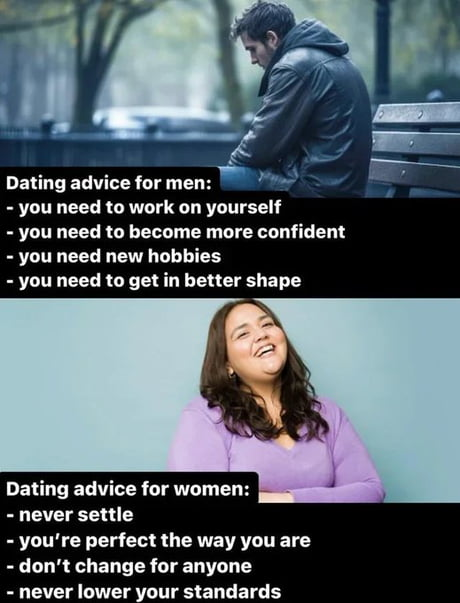 Dating advice for men:
- you need to work on yourself
- you need to become more confident
- you need new hobbies
- you need to get in better shape
Dating advice for women:
- never settle
- you’re perfect the way you are
- don’t change for anyone
- never lower your standards